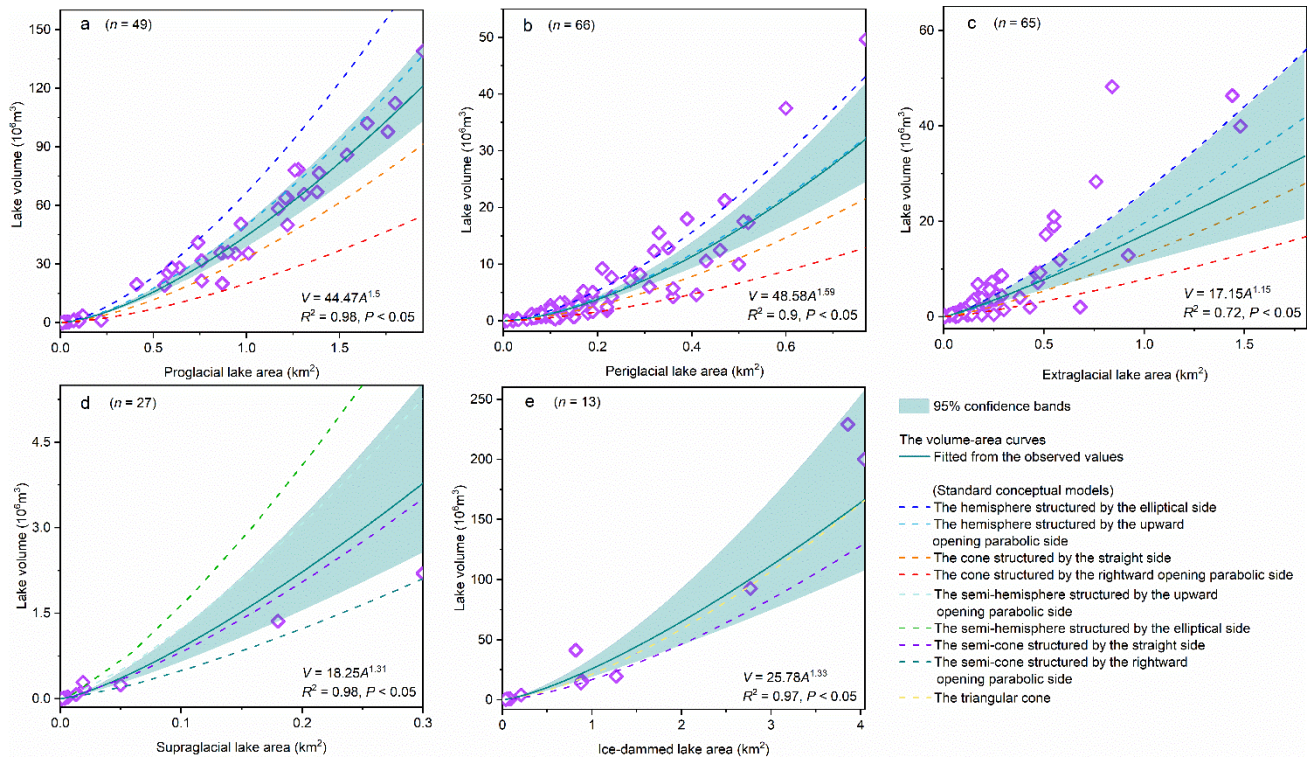 a (n = 49)
Lake volume (10⁶m³)
150
120
90
60
30
0
0.0 0.5 1.0 1.5
Proglacial lake area (km²)
V = 44.47A^1.5
R² = 0.98, P < 0.05
b (n = 66)
Lake volume (10⁶m³)
50
40
30
20
10
0
0.0 0.2 0.4 0.6
Periglacial lake area (km²)
V = 48.58A^1.59
R² = 0.9, P < 0.05
c (n = 65)
Lake volume (10⁶m³)
60
40
20
0
0.0 0.5 1.0 1.5
Extraglacial lake area (km²)
V = 17.15A^1.15
R² = 0.72, P < 0.05
d (n = 27)
Lake volume (10⁶m³)
4.5
3.0
1.5
0.0
0.0 0.1 0.2 0.3
Supraglacial lake area (km²)
V = 18.25A^1.31
R² = 0.98, P < 0.05
e (n = 13)
Lake volume (10⁶m³)
250
200
150
100
50
0
0 1 2 3 4
Ice-dammed lake area (km²)
V = 25.78A^1.33
R² = 0.97, P < 0.05
95% confidence bands
The volume-area curves
Fitted from the observed values
(Standard conceptual models)
The hemisphere structured by the elliptical side
The hemisphere structured by the upward
opening parabolic side
The cone structured by the straight side
The cone structured by the rightward opening parabolic side
The semi-hemisphere structured by the upward
opening parabolic side
The semi-hemisphere structured by the elliptical side
The semi-cone structured by the straight side
The semi-cone structured by the rightward
opening parabolic side
The triangular cone